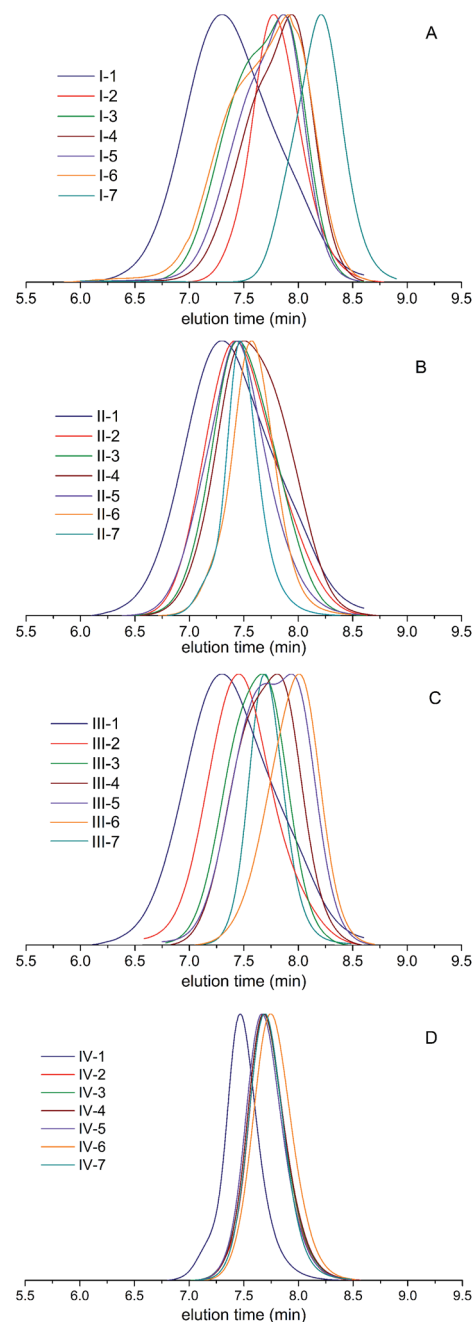 A
I-1
I-2
I-3
I-4
I-5
I-6
I-7
5.5 6.0 6.5 7.0 7.5 8.0 8.5 9.0 9.5
elution time (min)
B
II-1
II-2
II-3
II-4
II-5
II-6
II-7
5.5 6.0 6.5 7.0 7.5 8.0 8.5 9.0 9.5
elution time (min)
C
III-1
III-2
III-3
III-4
III-5
III-6
III-7
5.5 6.0 6.5 7.0 7.5 8.0 8.5 9.0 9.5
elution time (min)
D
IV-1
IV-2
IV-3
IV-4
IV-5
IV-6
IV-7
5.5 6.0 6.5 7.0 7.5 8.0 8.5 9.0 9.5
elution time (min)